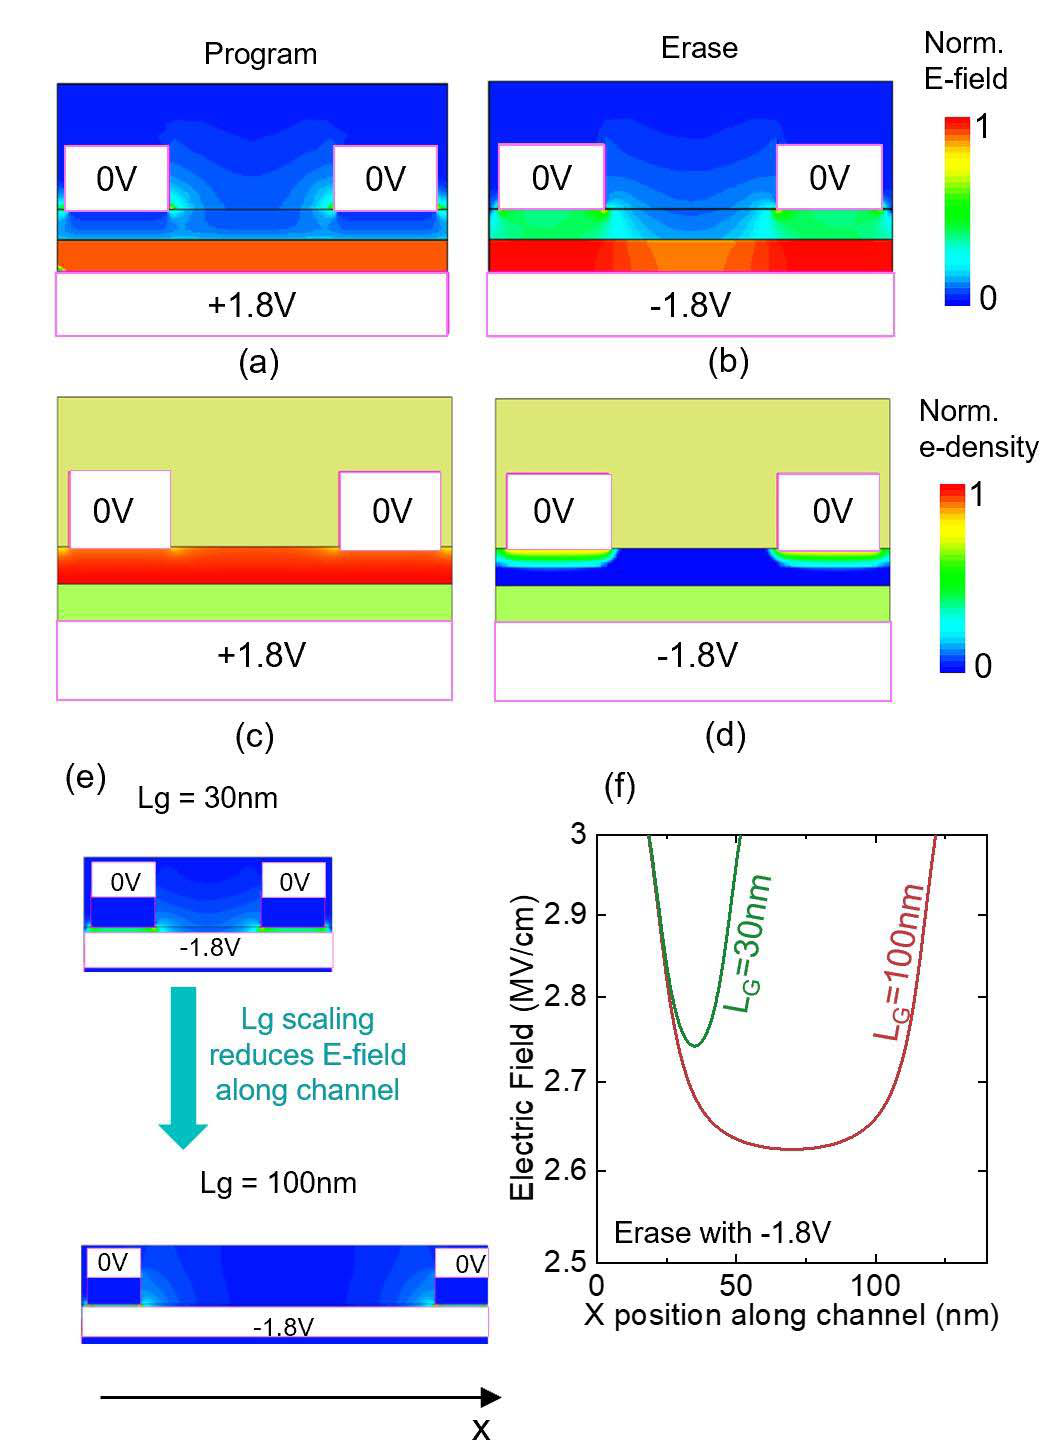 Program
Erase
Norm.
E-field
1
0
0V
0V
+1.8V
(a)
0V
0V
-1.8V
(b)
Norm.
e-density
1
0
0V
0V
+1.8V
(c)
0V
0V
-1.8V
(d)
(e)
Lg = 30nm
0V
0V
-1.8V
Lg scaling
reduces E-field
along channel
Lg = 100nm
0V
0V
-1.8V
x
(f)
Electric Field (MV/cm)
3
2.9
2.8
2.7
2.6
2.5
LG=30nm
LG=100nm
Erase with -1.8V
0
50
100
X position along channel (nm)